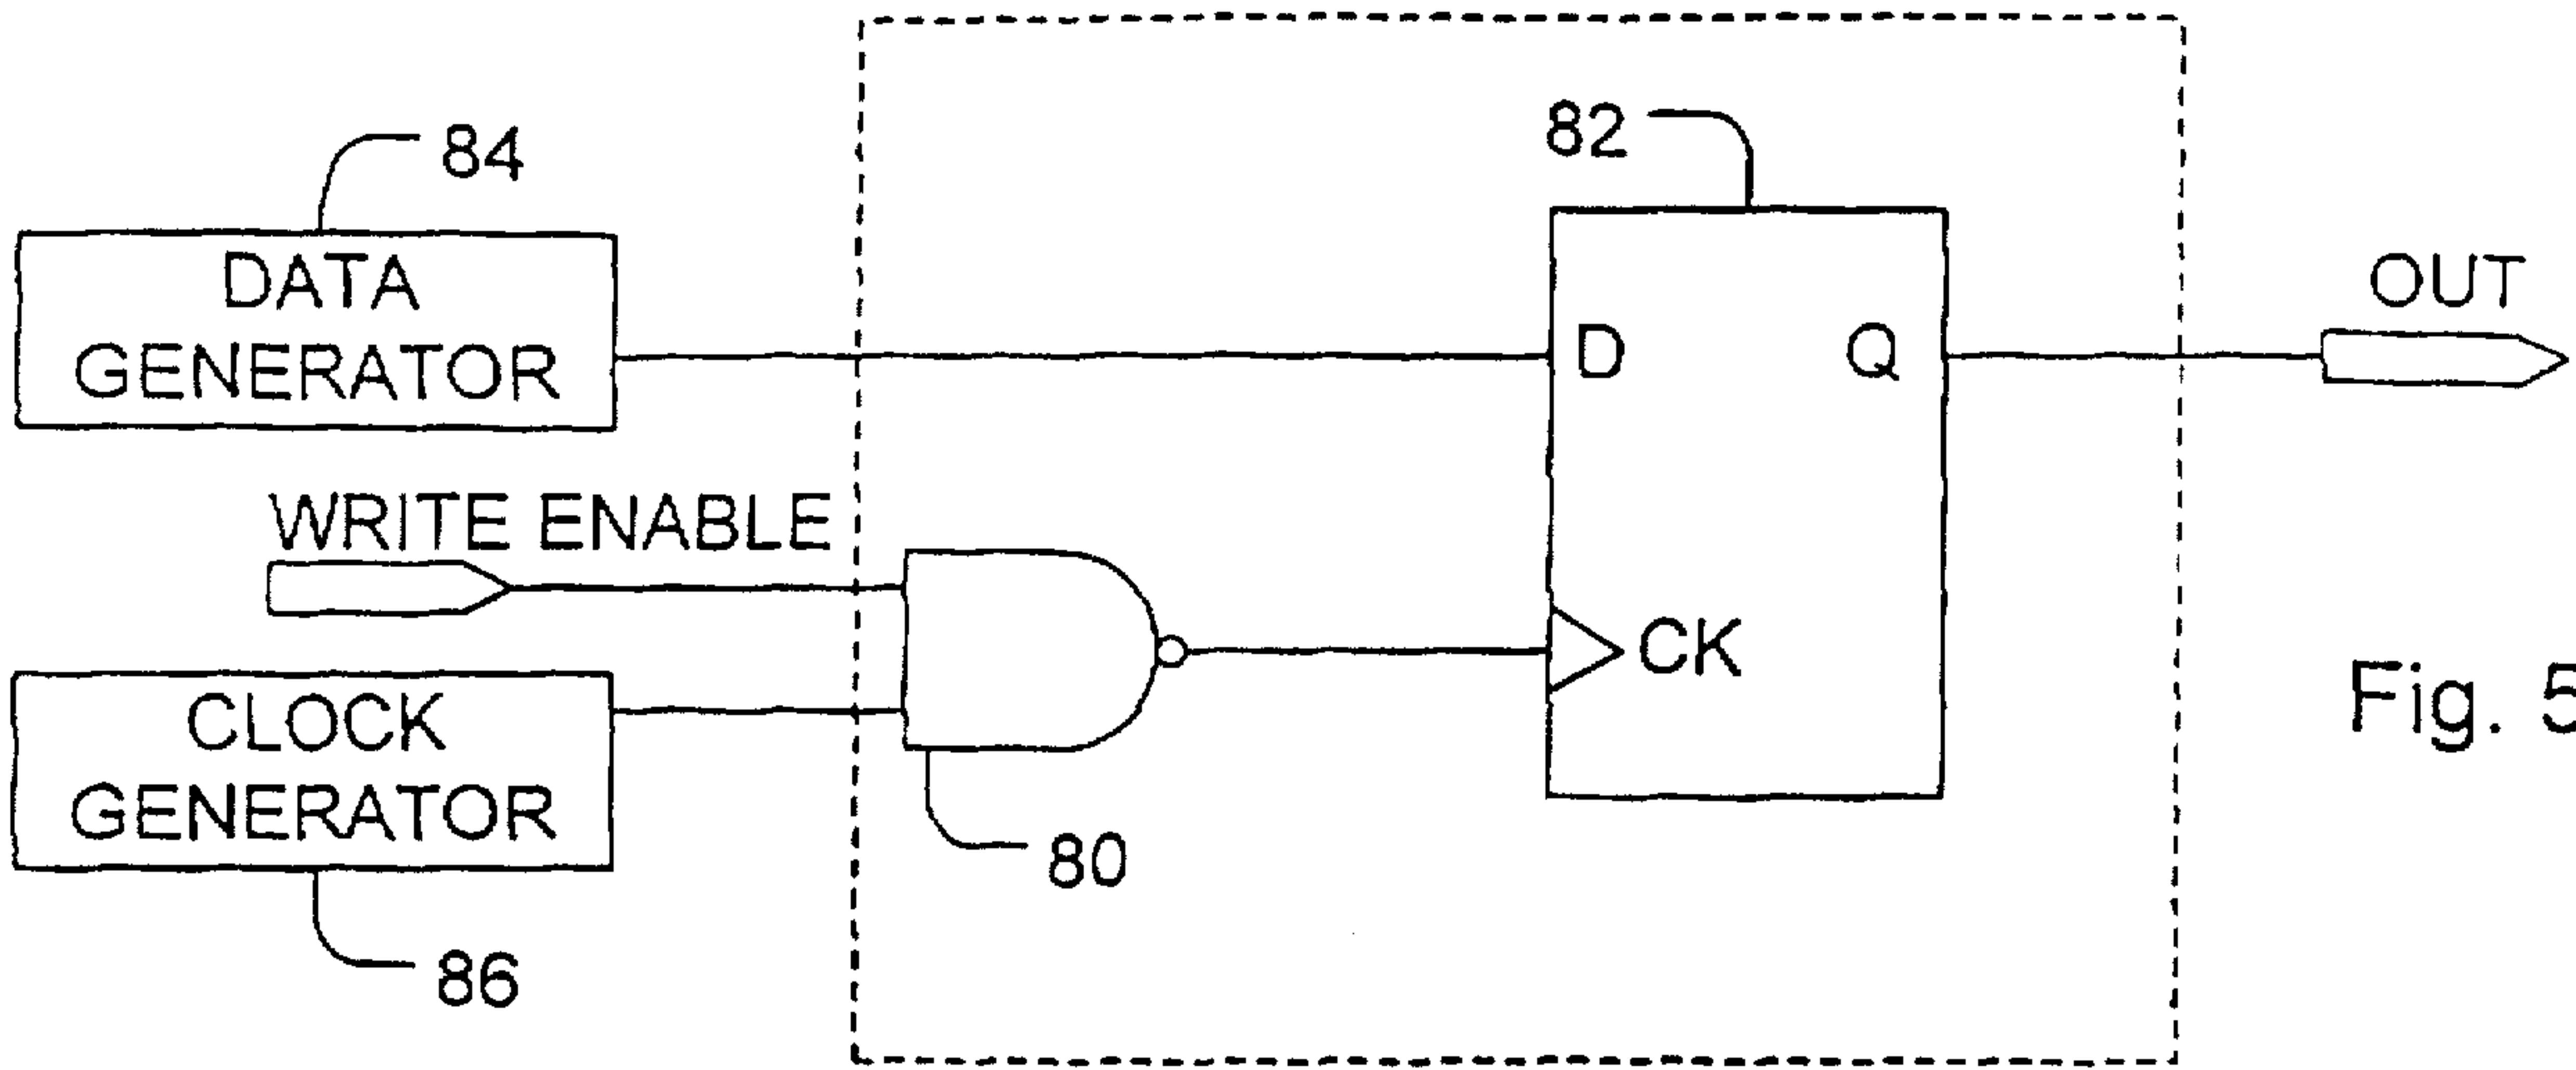 84
82
DATA
GENERATOR
D
Q
OUT
WRITE ENABLE
CLOCK
GENERATOR
CK
Fig. 5
80
86